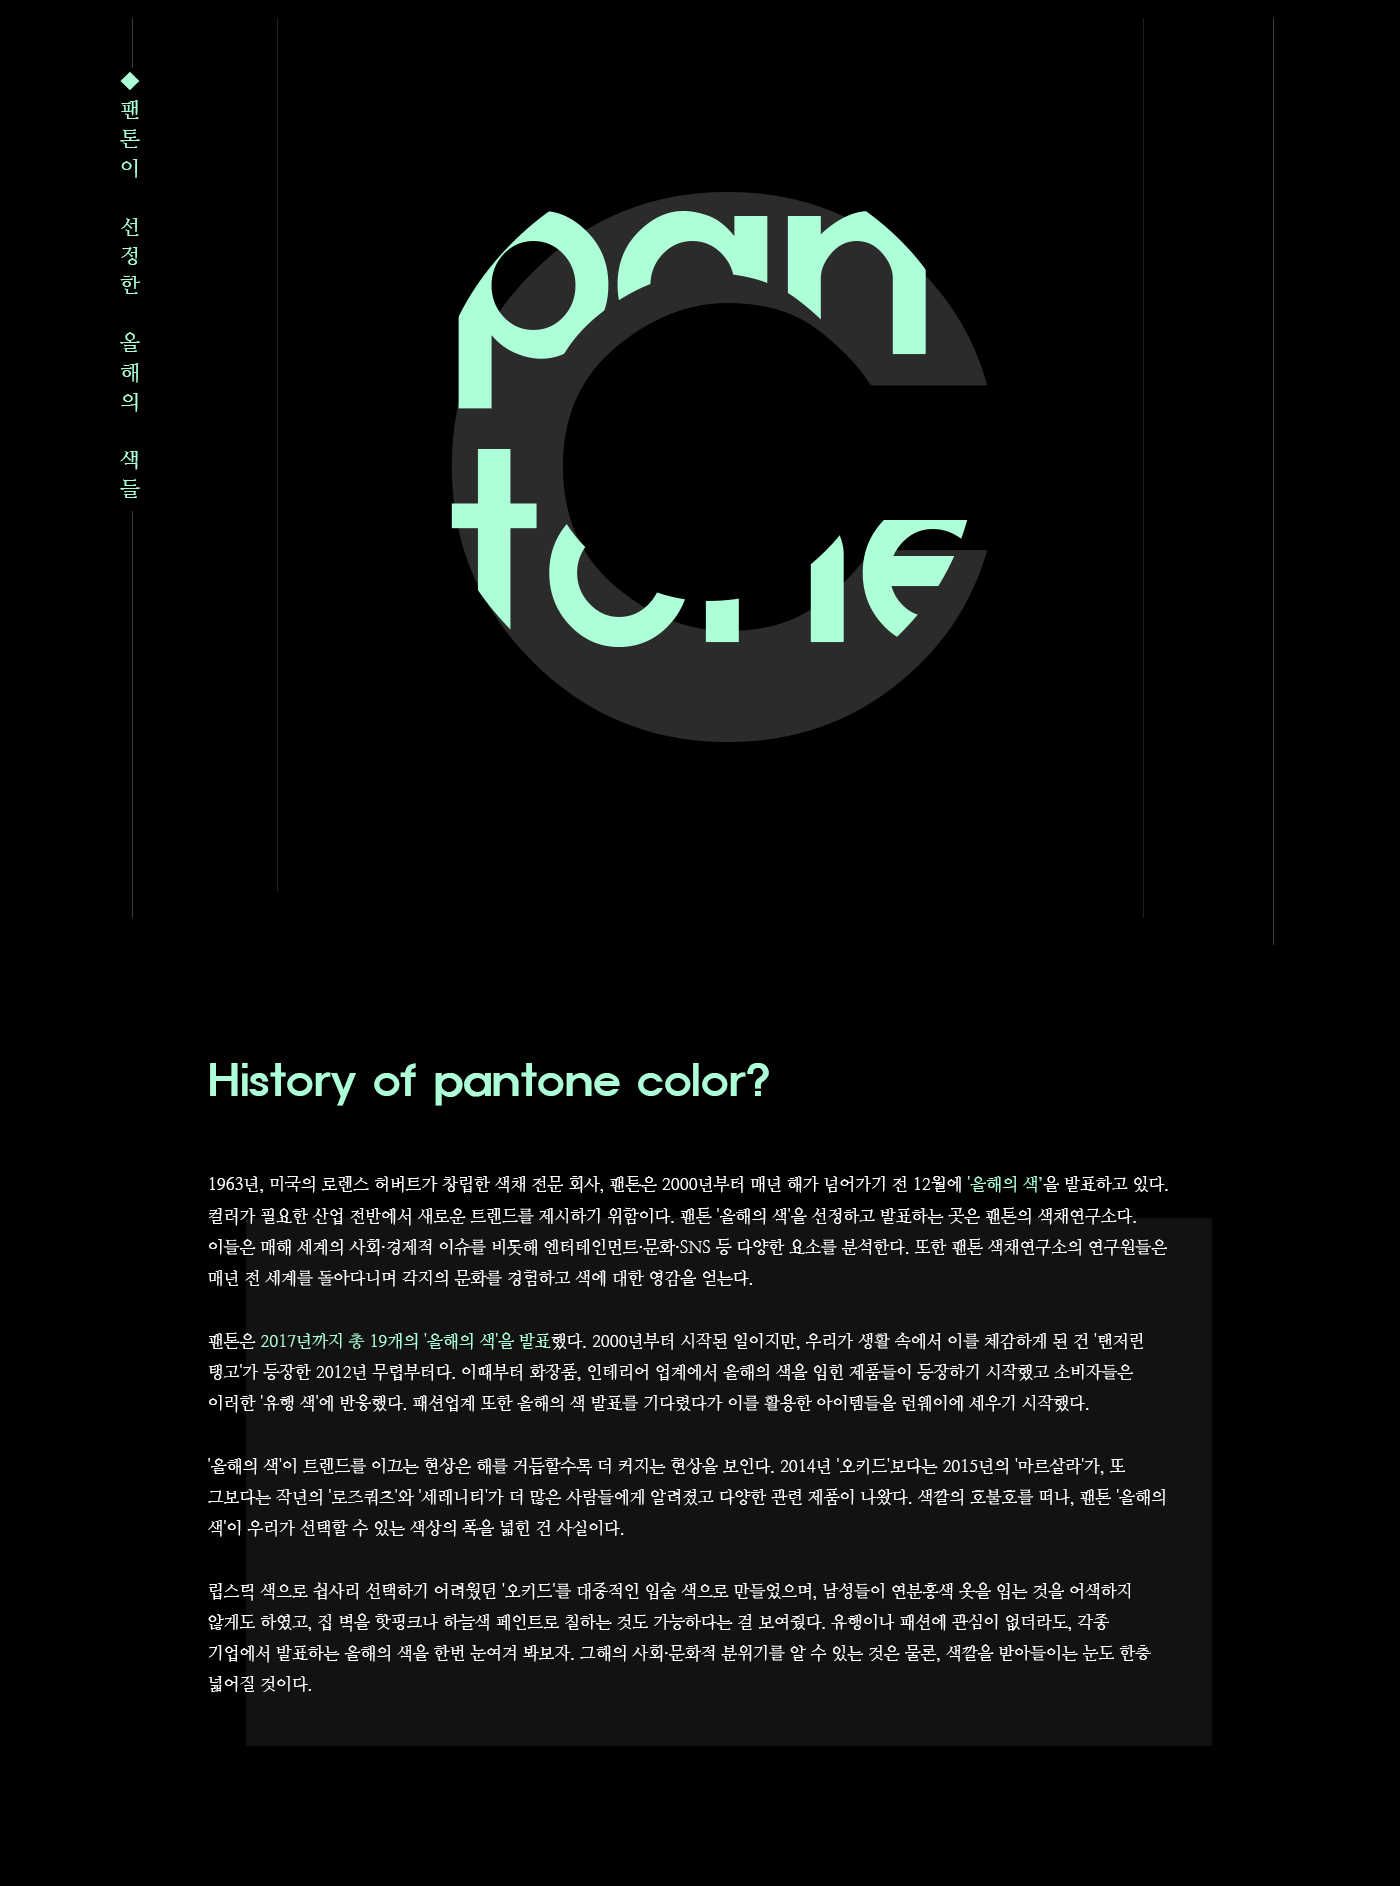 ◆팬톤이 선정한 올해의 색들
pan
tone
History of pantone color?
1963년, 미국의 로렌스 허버트가 창립한 색채 전문 회사, 팬톤은 2000년부터 매년 해가 넘어가기 전 12월에 '올해의 색'을 발표하고 있다.
컬러가 필요한 산업 전반에서 새로운 트렌드를 제시하기 위함이다. 팬톤 '올해의 색'을 선정하고 발표하는 곳은 팬톤의 색채연구소다.
이들은 매해 세계의 사회·경제적 이슈를 비롯해 엔터테인먼트·문화·SNS 등 다양한 요소를 분석한다. 또한 팬톤 색채연구소의 연구원들은
매년 전 세계를 돌아다니며 각지의 문화를 경험하고 색에 대한 영감을 얻는다.
팬톤은 2017년까지 총 19개의 '올해의 색'을 발표했다. 2000년부터 시작된 일이지만, 우리가 생활 속에서 이를 체감하게 된 건 '탠저린
탱고'가 등장한 2012년 무렵부터다. 이때부터 화장품, 인테리어 업계에서 올해의 색을 입힌 제품들이 등장하기 시작했고 소비자들은
이러한 '유행 색'에 반응했다. 패션업계 또한 올해의 색 발표를 기다렸다가 이를 활용한 아이템들을 런웨이에 세우기 시작했다.
'올해의 색'이 트렌드를 이끄는 현상은 해를 거듭할수록 더 커지는 현상을 보인다. 2014년 '오키드'보다는 2015년의 '마르살라'가, 또
그보다는 작년의 '로즈쿼츠'와 '세레니티'가 더 많은 사람들에게 알려졌고 다양한 관련 제품이 나왔다. 색깔의 호불호를 떠나, 팬톤 '올해의
색'이 우리가 선택할 수 있는 색상의 폭을 넓힌 건 사실이다.
립스틱 색으로 쉽사리 선택하기 어려웠던 '오키드'를 대중적인 입술 색으로 만들었으며, 남성들이 연분홍색 옷을 입는 것을 어색하지
않게도 하였고, 집 벽을 핫핑크나 하늘색 페인트로 칠하는 것도 가능하다는 걸 보여줬다. 유행이나 패션에 관심이 없더라도, 각종
기업에서 발표하는 올해의 색을 한번 눈여겨 봐보자. 그해의 사회·문화적 분위기를 알 수 있는 것은 물론, 색깔을 받아들이는 눈도 한층
넓어질 것이다.